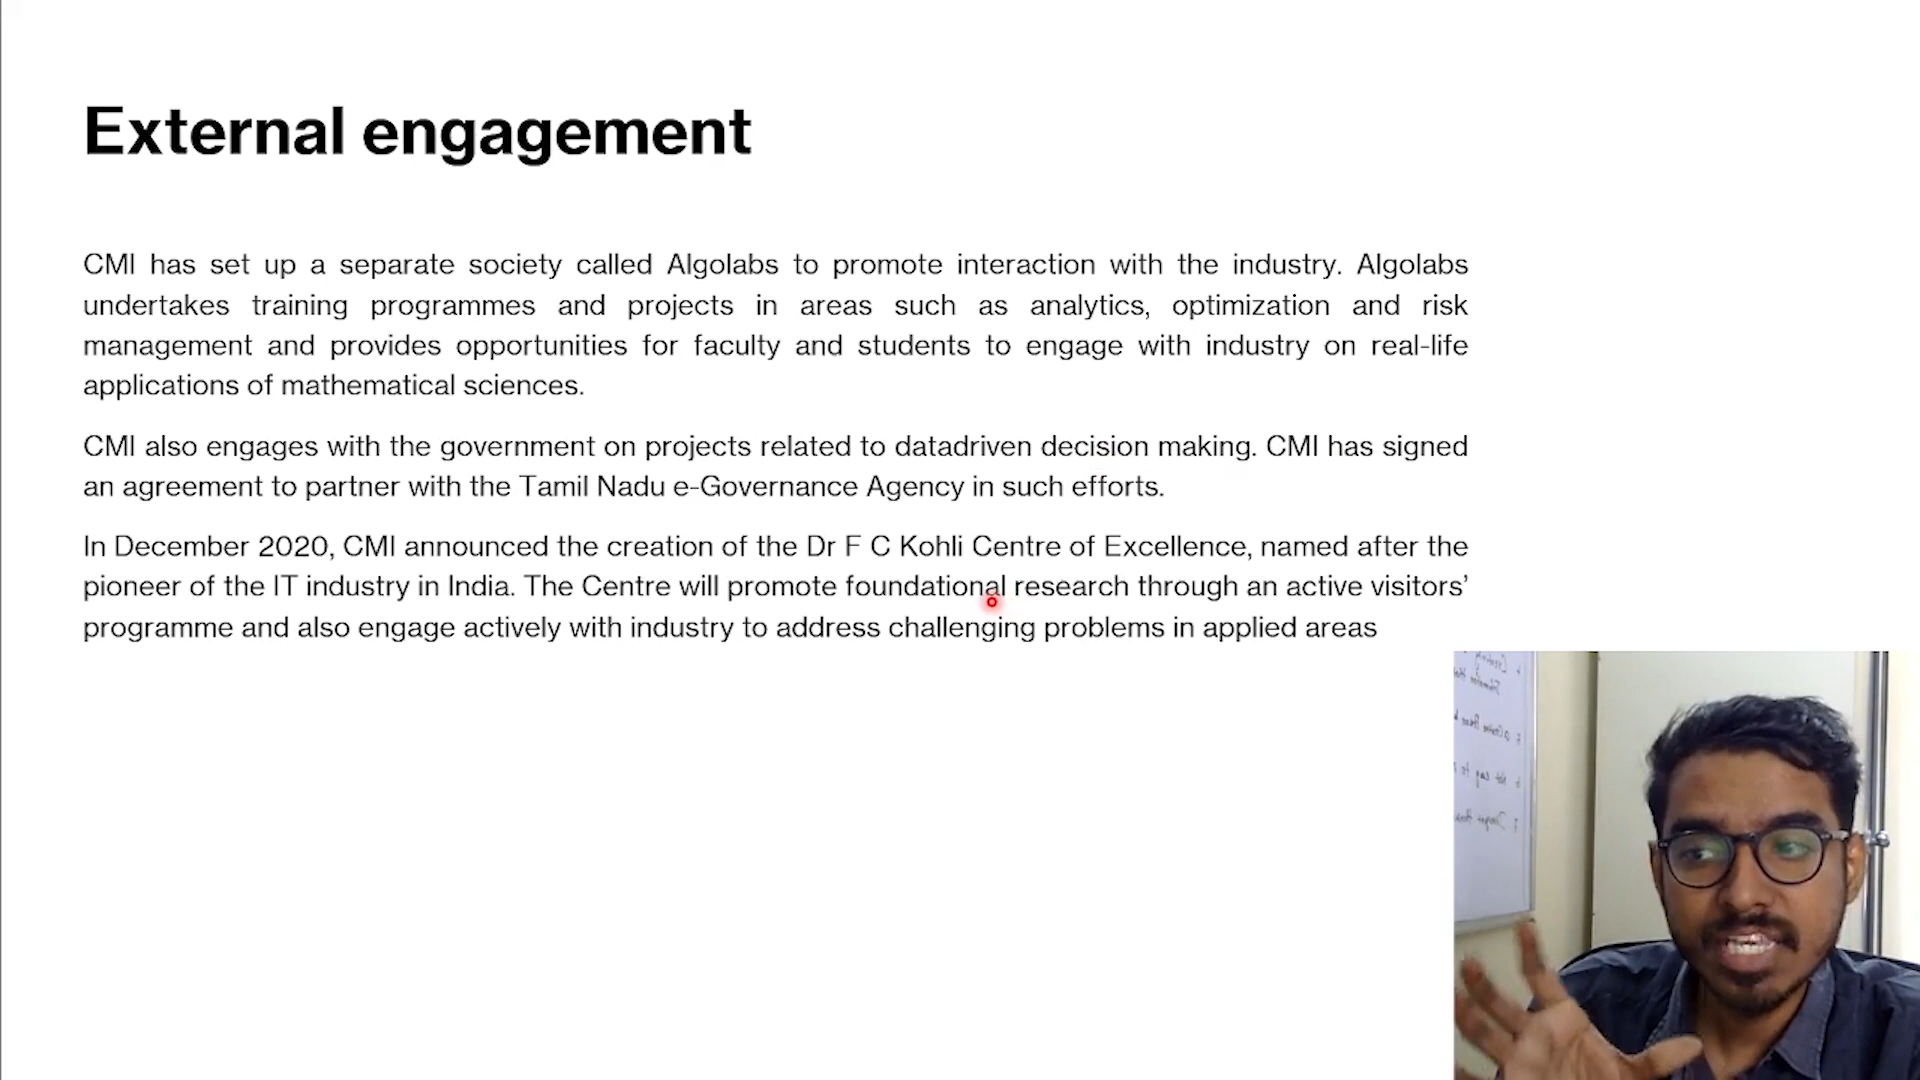 External engagement
CMI has set up a separate society called Algolabs to promote interaction with the industry. Algolabs
undertakes training programmes and projects in areas such as analytics, optimization and risk
management and provides opportunities for faculty and students to engage with industry on real-life
applications of mathematical sciences.
CMI also engages with the government on projects related to datadriven decision making. CMI has signed
an agreement to partner with the Tamil Nadu e-Governance Agency in such efforts.
In December 2020, CMI announced the creation of the Dr F C Kohli Centre of Excellence, named after the
pioneer of the IT industry in India. The Centre will promote foundational research through an active visitors’
programme and also engage actively with industry to address challenging problems in applied areas